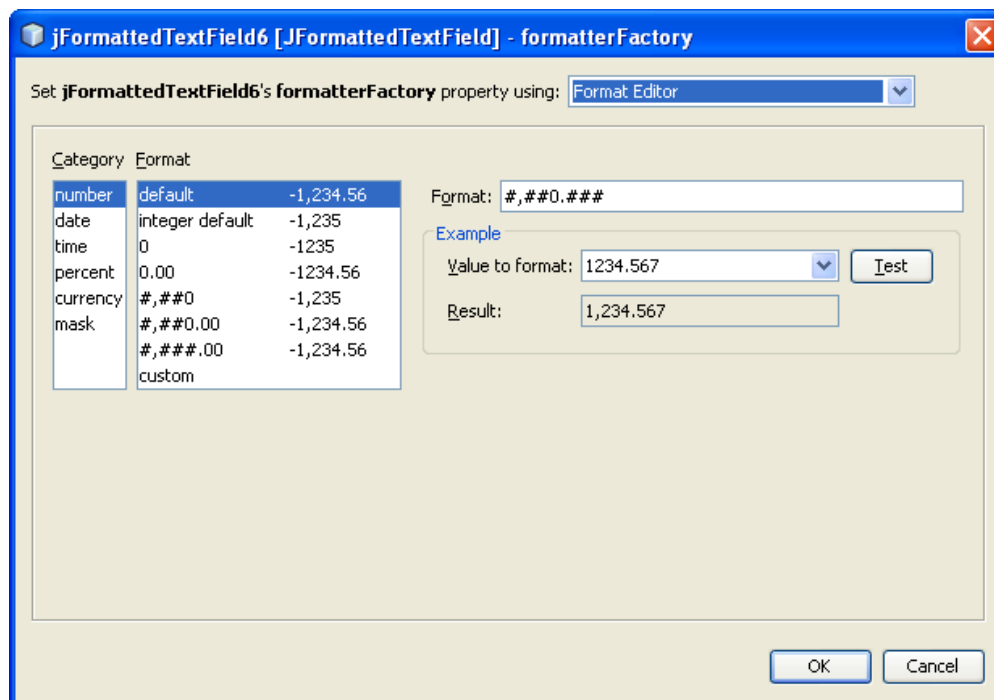 jFormattedTextField6 [JFormattedTextField] - formatterFactory
Set jFormattedTextField6's formatterFactory property using: Format Editor
Category Format
number default -1,234.56
date integer default -1,235
time 0 -1235
percent 0.00 -1234.56
currency #,##0 -1,235
mask #,##0.00 -1,234.56
#,###.00 -1,234.56
custom
Format: #,##0.###
Example
Value to format: 1234.567 Test
Result: 1,234.567
OK Cancel